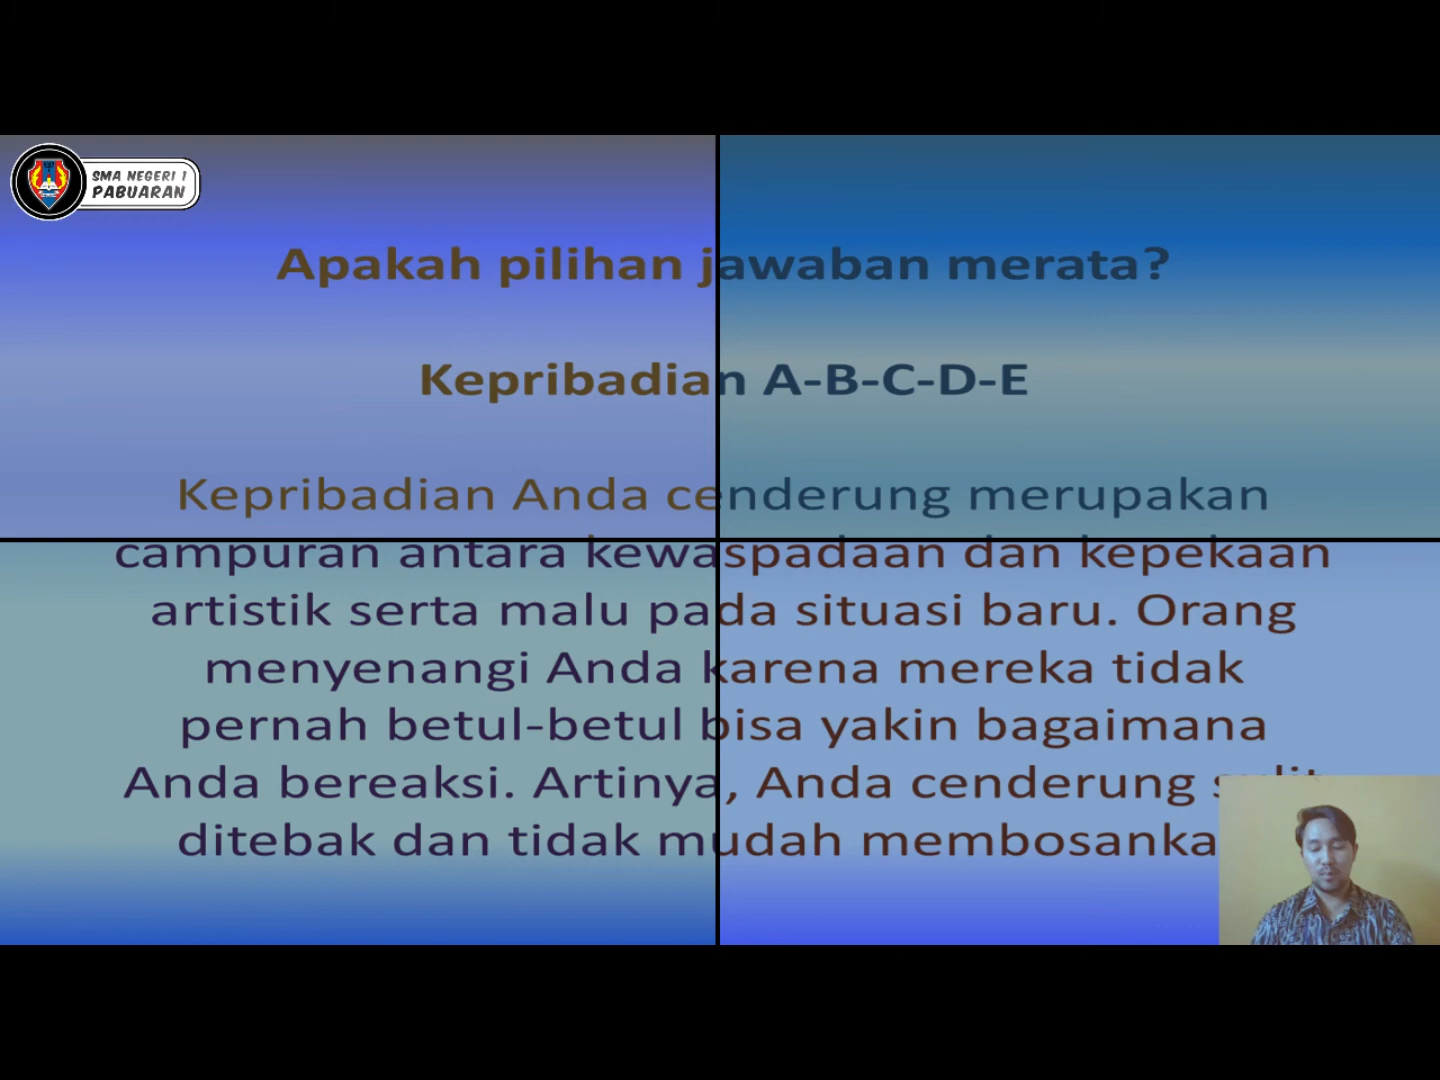 SMA NEGERI 1
PABUARAN
Apakah pilihan jawaban merata?
Kepribadian A-B-C-D-E
Kepribadian Anda cenderung merupakan
campuran antara kewaspadaan dan kepekaan
artistik serta malu pada situasi baru. Orang
menyenangi Anda karena mereka tidak
pernah betul-betul bisa yakin bagaimana
Anda bereaksi. Artinya, Anda cenderung sulit
ditebak dan tidak mudah membosanka